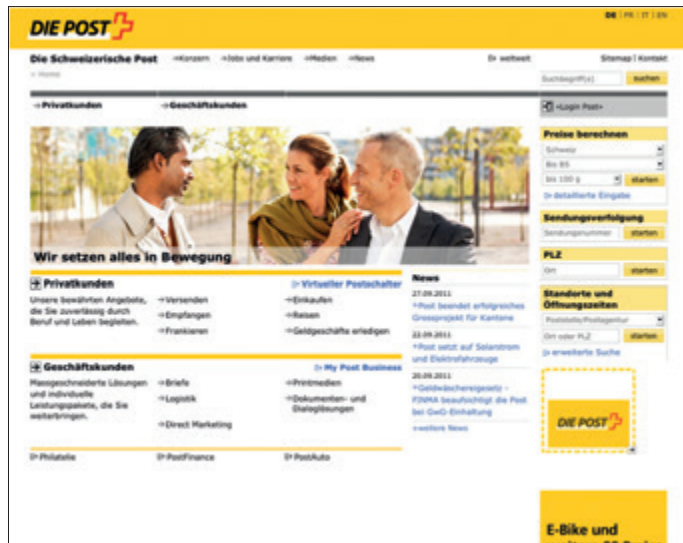 DE | FR | IT | EN
DIE POST
Die Schweizerische Post
Konzern
Jobs und Karriere
Medien
News
weltweit
Sitemap | Kontakt
Home
Suchbegriff(e)
suchen
Privatkunden
Geschäftskunden
«Login Post»
Wir setzen alles in Bewegung
Privatkunden
Virtueller Postschalter
Unsere bewährten Angebote,
die Sie zuverlässig durch
Beruf und Leben begleiten.
Versenden
Empfangen
Frankieren
Einkaufen
Reisen
Geldgeschäfte erledigen
Geschäftskunden
My Post Business
Massgeschneiderte Lösungen
und individuelle
Leistungspakete, die Sie
weiterbringen.
Briefe
Logistik
Direct Marketing
Printmedien
Dokumenten- und
Dialoglösungen
Philatelie
PostFinance
PostAuto
News
27.09.2011
Post beendet erfolgreiches
Grossprojekt für Kantone
22.09.2011
Post setzt auf Solarstrom
und Elektrofahrzeuge
20.09.2011
Geldwäschereigesetz -
FINMA beaufsichtigt die Post
bei GwG-Einhaltung
weitere News
Preise berechnen
Schweiz
Bis B5
bis 100 g
starten
detaillierte Eingabe
Sendungsverfolgung
Sendungsnummer
starten
PLZ
Ort
starten
Standorte und
Öffnungszeiten
Poststelle/Postagentur
Ort oder PLZ
starten
erweiterte Suche
DIE POST
E-Bike und